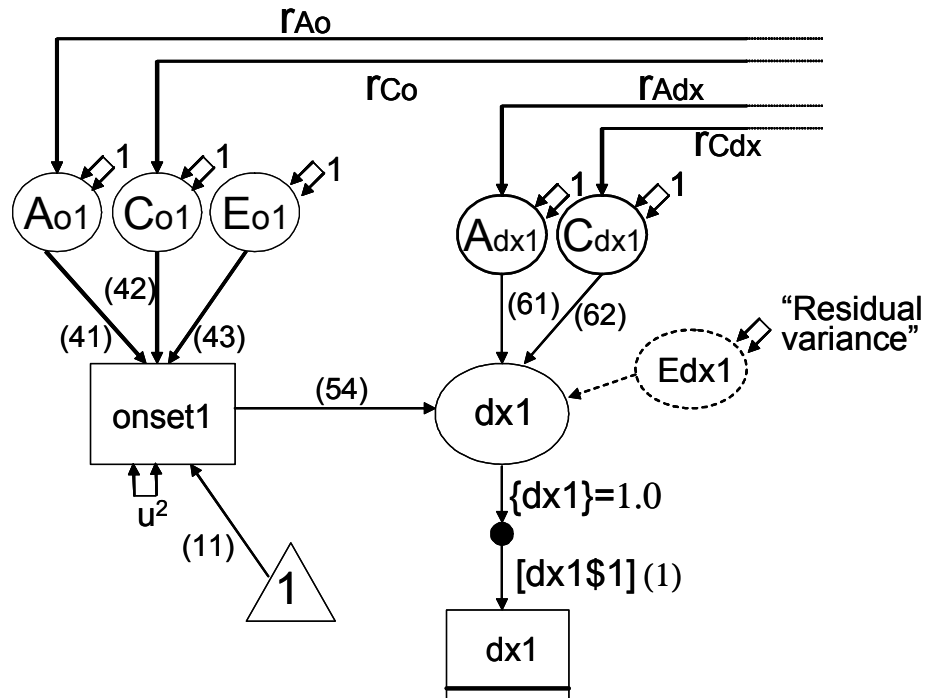 rAo
rCo
rAdx
rCdx
1
1
1
1
1
Ao1
Co1
Eo1
Adx1
Cdx1
(42)
(41)
(43)
(61)
(62)
"Residual
variance"
Edx1
onset1
(54)
dx1
u²
(11)
1
{dx1}=1.0
[dx1$1] (1)
dx1